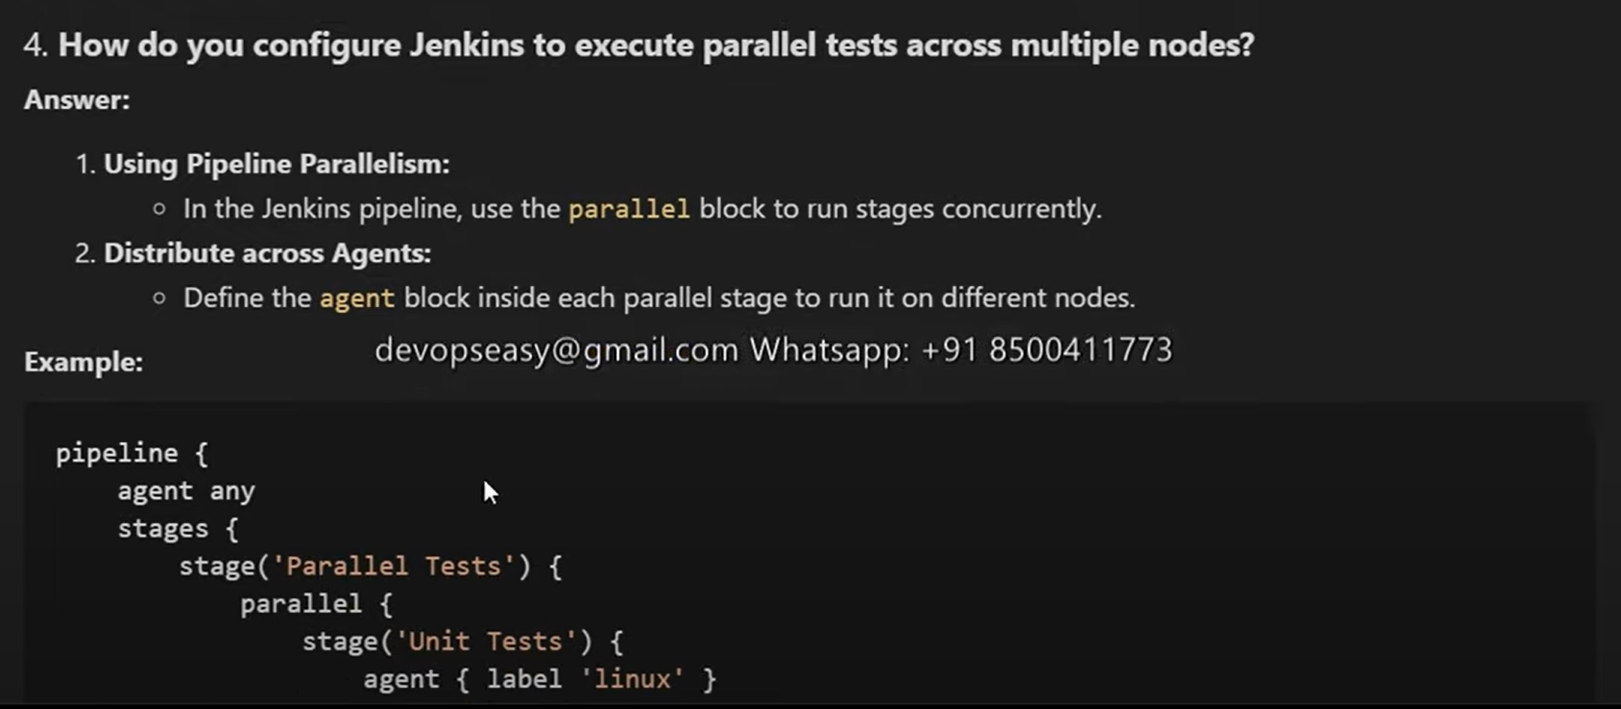 4. How do you configure Jenkins to execute parallel tests across multiple nodes?
Answer:
1. Using Pipeline Parallelism:
○ In the Jenkins pipeline, use the parallel block to run stages concurrently.
2. Distribute across Agents:
○ Define the agent block inside each parallel stage to run it on different nodes.
devopseasy@gmail.com Whatsapp: +91 8500411773
Example:
pipeline {
    agent any
    stages {
        stage('Parallel Tests') {
            parallel {
                stage('Unit Tests') {
                    agent { label 'linux' }